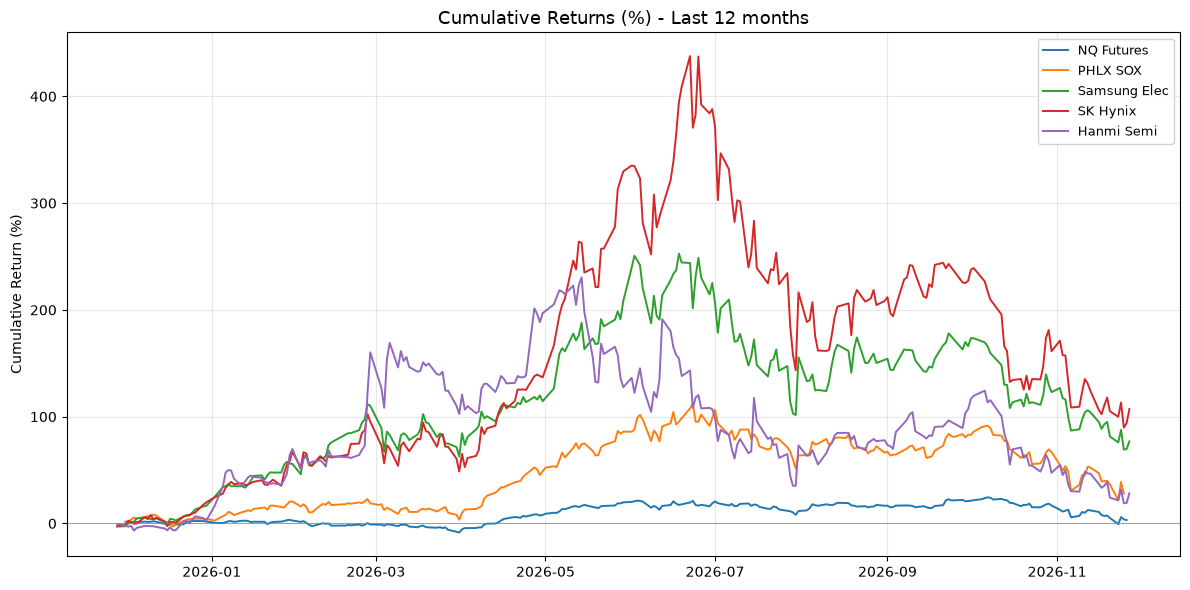 Cumulative Returns (%) - Last 12 months
NQ Futures
PHLX SOX
Samsung Elec
SK Hynix
Hanmi Semi
Cumulative Return (%)
400
300
200
100
0
2026-01
2026-03
2026-05
2026-07
2026-09
2026-11